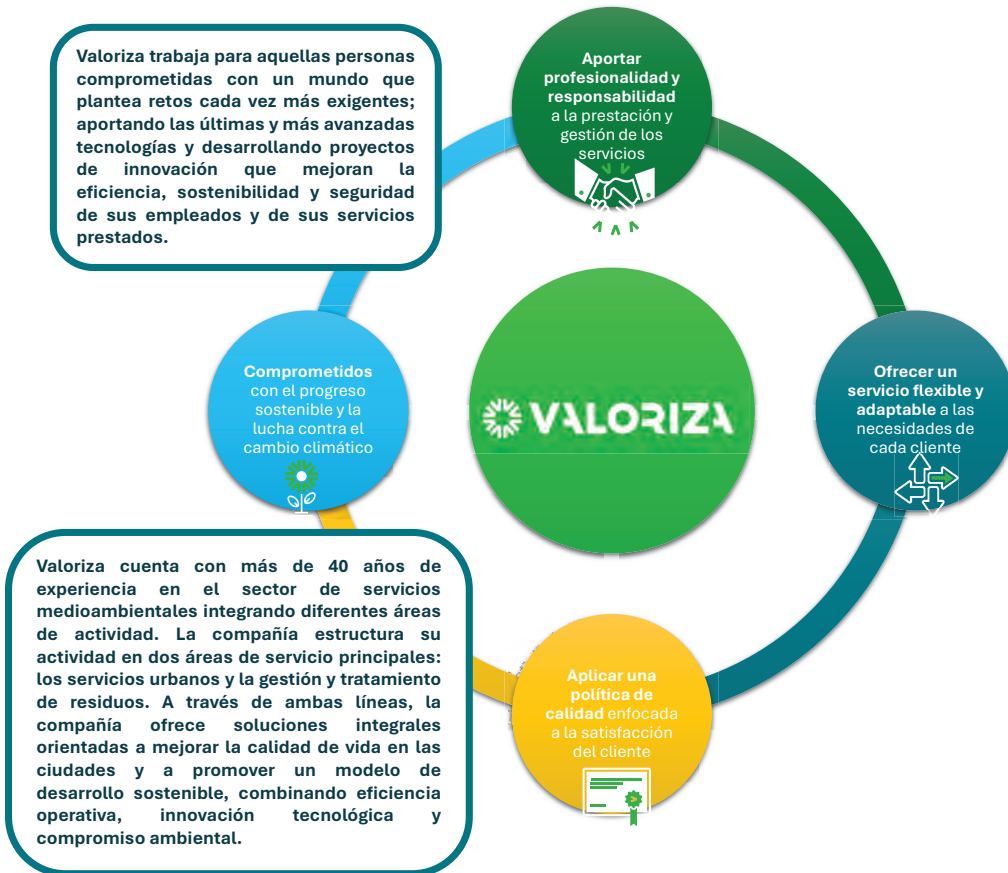 Valoriza trabaja para aquellas personas
comprometidas con un mundo que
plantea retos cada vez más exigentes;
aportando las últimas y más avanzadas
tecnologías y desarrollando proyectos
de innovación que mejoran la
eficiencia, sostenibilidad y seguridad
de sus empleados y de sus servicios
prestados.
Aportar
profesionalidad y
responsabilidad
a la prestación y
gestión de los
servicios
Comprometidos
con el progreso
sostenible y la
lucha contra el
cambio climático
VALORIZA
Ofrecer un
servicio flexible y
adaptable a las
necesidades de
cada cliente
Valoriza cuenta con más de 40 años de
experiencia en el sector de servicios
medioambientales integrando diferentes áreas
de actividad. La compañía estructura su
actividad en dos áreas de servicio principales:
los servicios urbanos y la gestión y tratamiento
de residuos. A través de ambas líneas, la
compañía ofrece soluciones integrales
orientadas a mejorar la calidad de vida en las
ciudades y a promover un modelo de
desarrollo sostenible, combinando eficiencia
operativa, innovación tecnológica y
compromiso ambiental.
Aplicar una
política de
calidad enfocada
a la satisfacción
del cliente